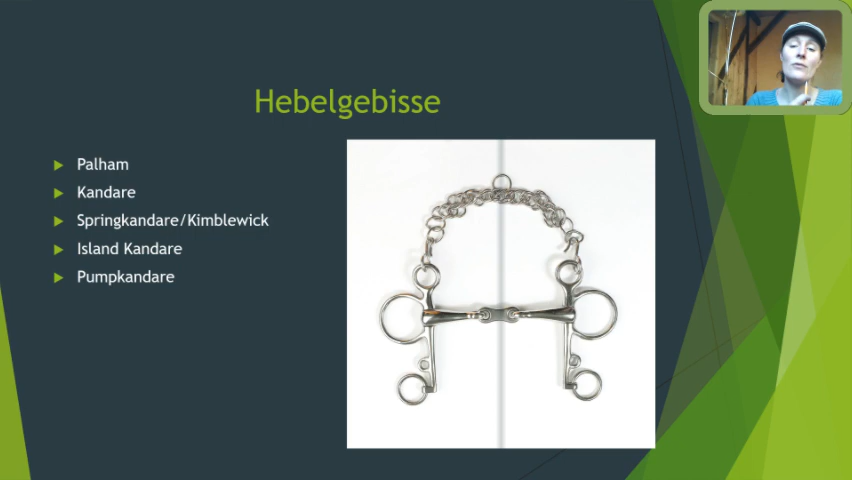 Hebelgebisse
Palham
Kandare
Springkandare/Kimblewick
Island Kandare
Pumpkandare